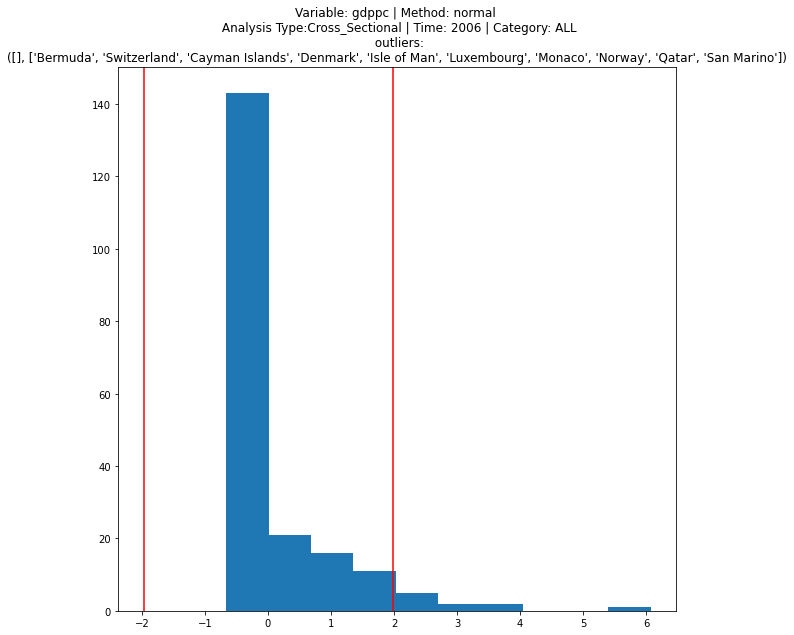 Variable: gdppc | Method: normal
Analysis Type:Cross_Sectional | Time: 2006 | Category: ALL
outliers:
([], ['Bermuda', 'Switzerland', 'Cayman Islands', 'Denmark', 'Isle of Man', 'Luxembourg', 'Monaco', 'Norway', 'Qatar', 'San Marino'])
140
120
100
80
60
40
20
0
−2 −1 0 1 2 3 4 5 6